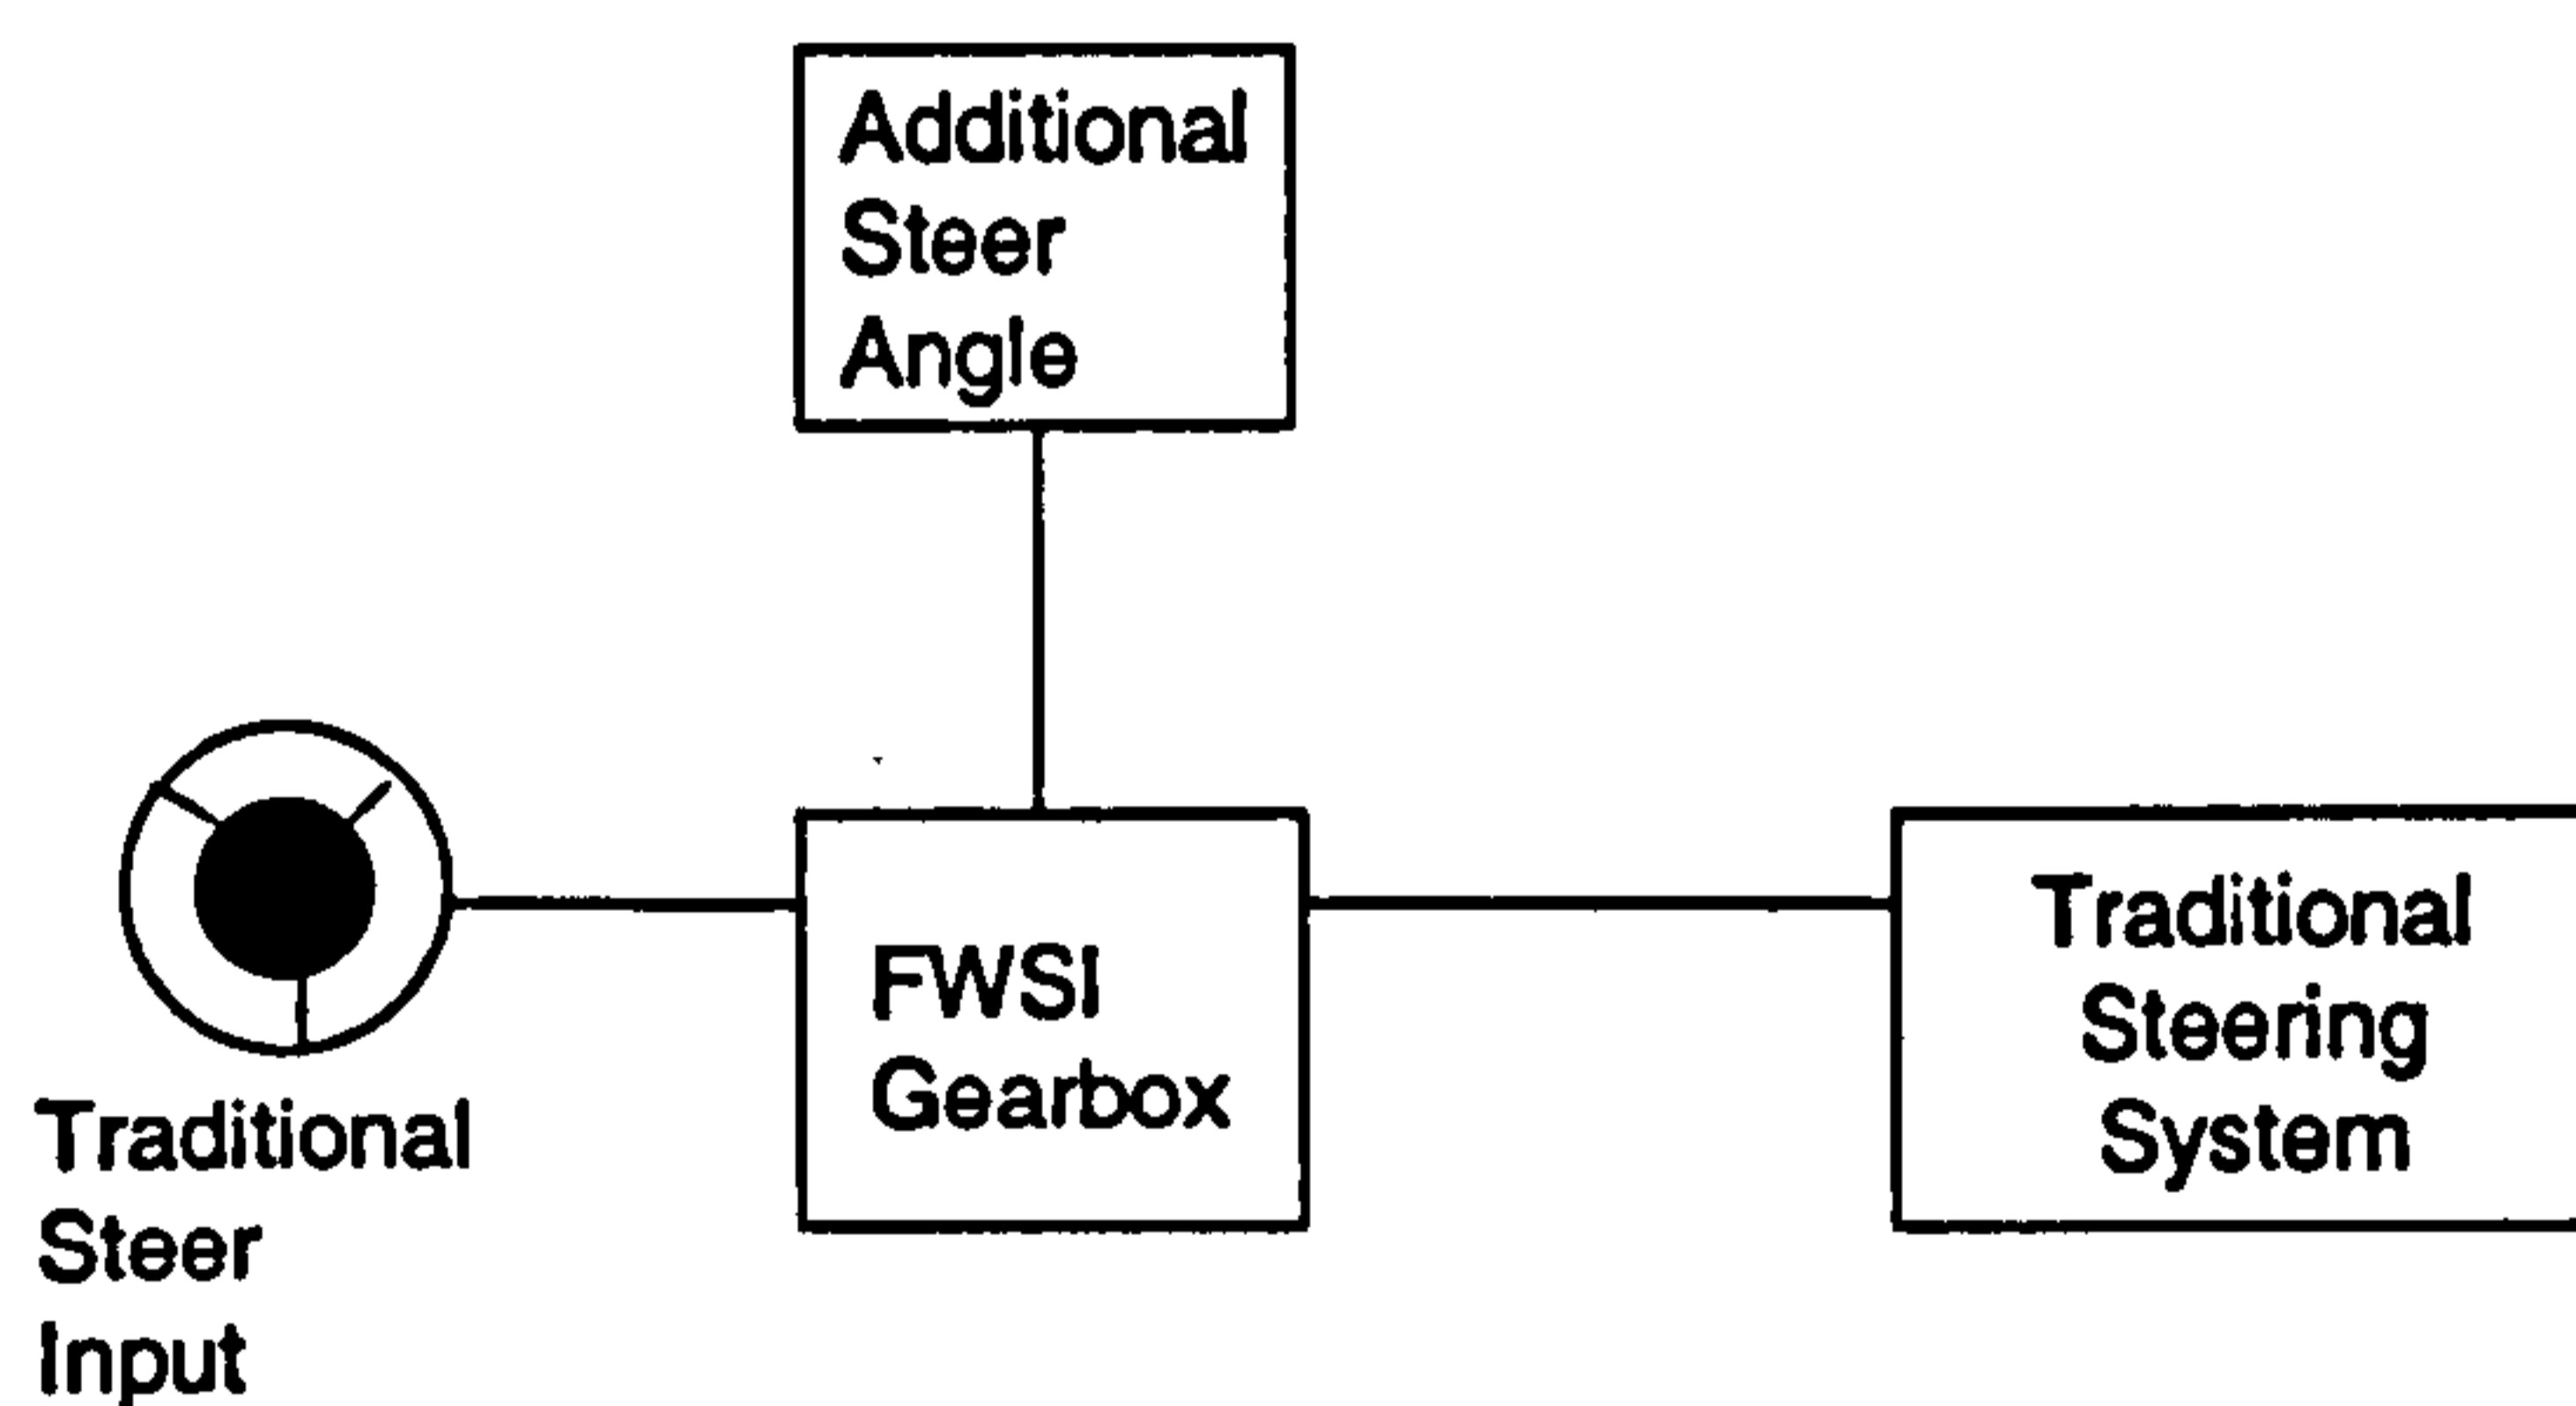 Additional
Steer
Angle
FWSI
Gearbox
Traditional
Steering
System
Traditional
Steer
Input